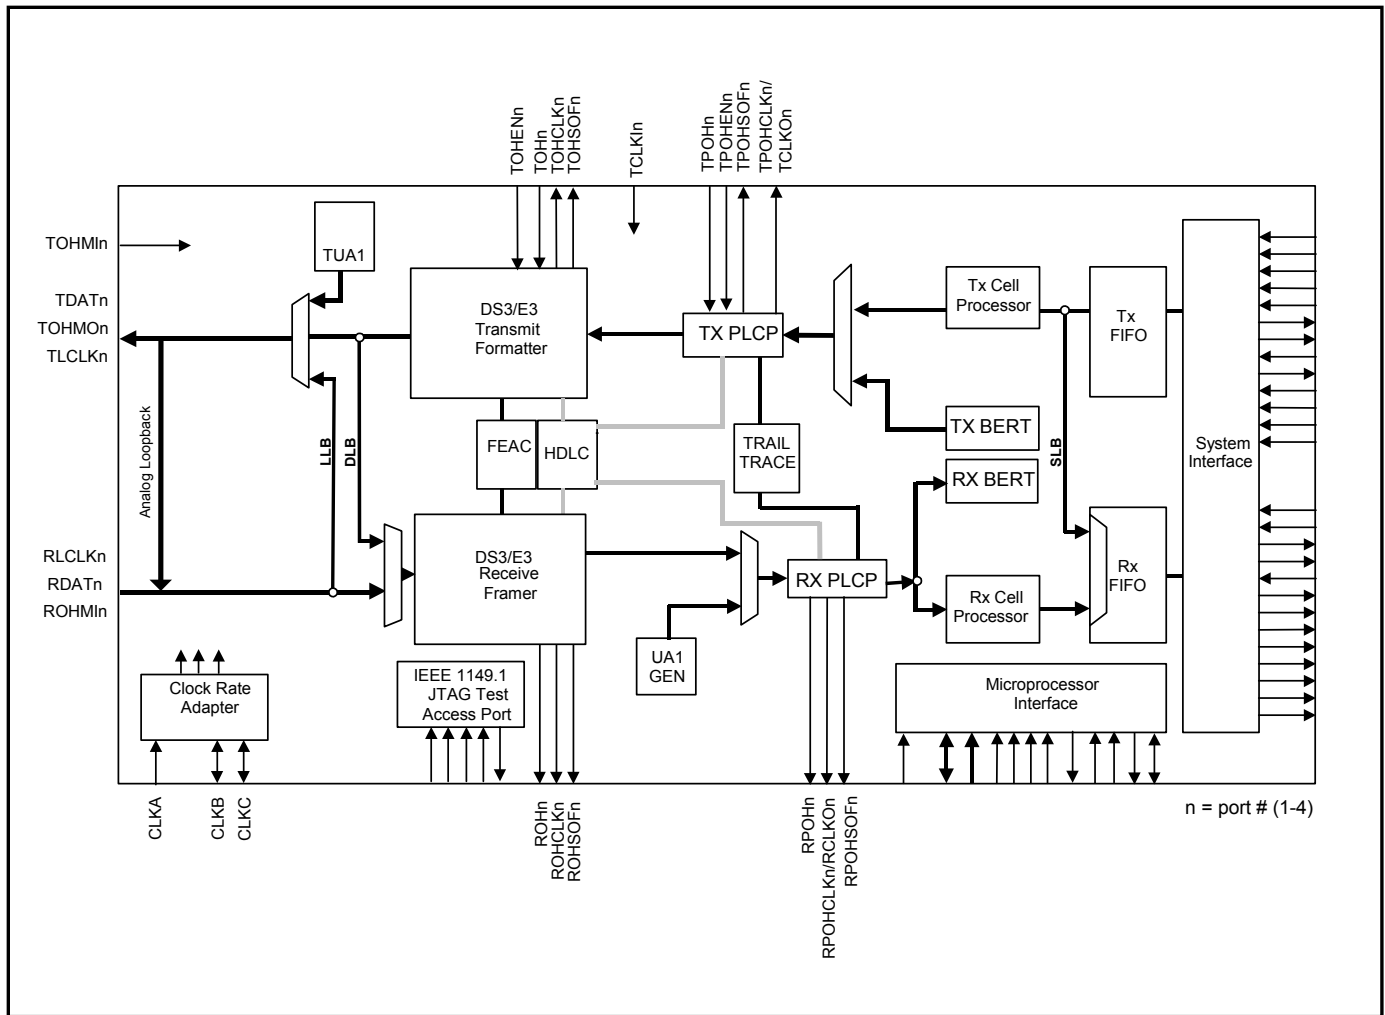 TOHENn
TOHn
TOHCLKn
TOHSOFn
TCLKIn
TPOHn
TPOHENn
TPOHSOFn
TPOHCLKn/
TCLKOn
TOHMIn
TDATn
TOHMOn
TLCLKn
TUA1
DS3/E3
Transmit
Formatter
TX PLCP
Tx Cell
Processor
Tx
FIFO
TX BERT
System
Interface
Analog Loopback
LLB
DLB
FEAC
HDLC
TRAIL
TRACE
SLB
RX BERT
RLCLKn
RDATn
ROHMIn
DS3/E3
Receive
Framer
RX PLCP
Rx Cell
Processor
Rx
FIFO
UA1
GEN
Clock Rate
Adapter
IEEE 1149.1
JTAG Test
Access Port
Microprocessor
Interface
CLKA
CLKB
CLKC
ROHn
ROHCLKn
ROHSOFn
RPOHn
RPOHCLKn/RCLKOn
RPOHSOFn
n = port # (1-4)